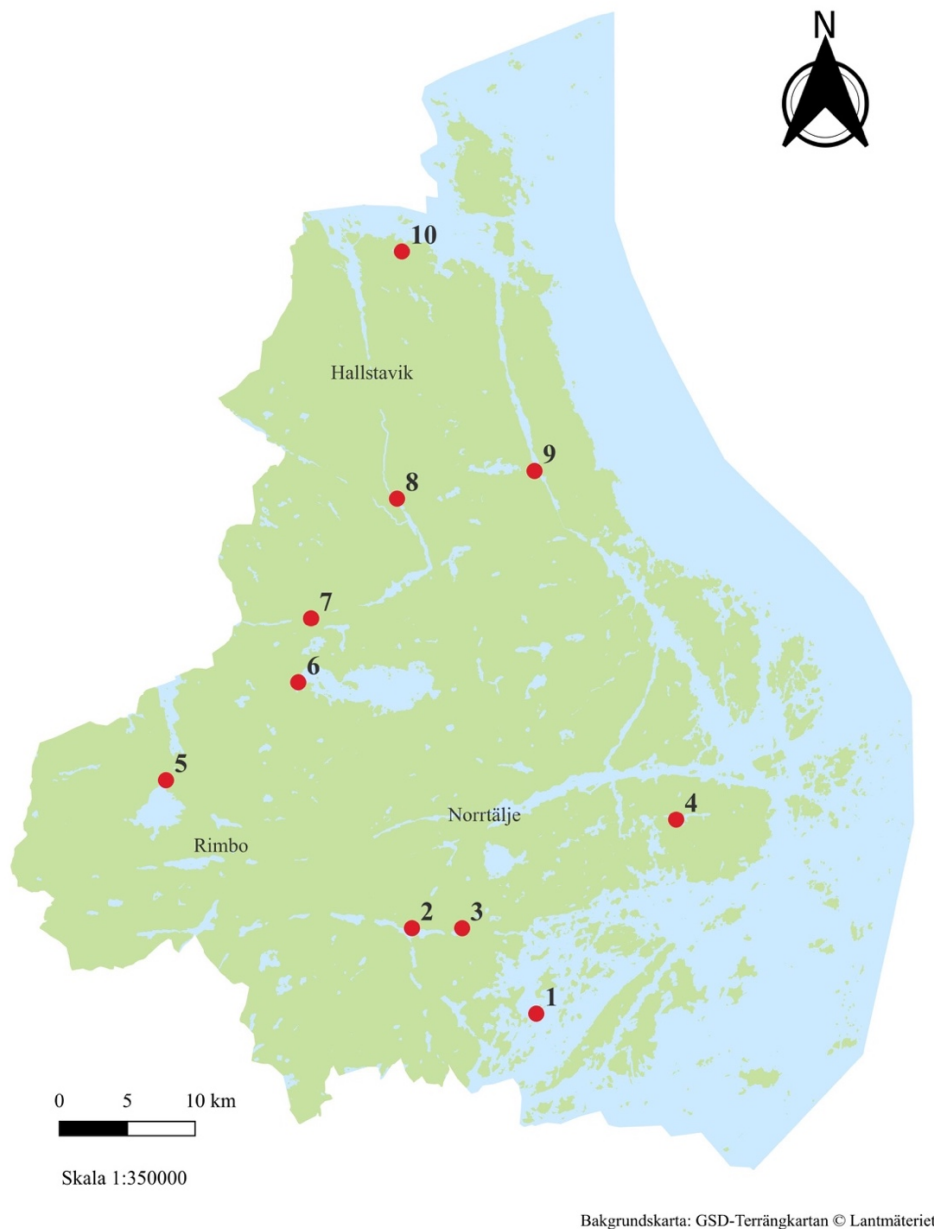 N
10
Hallstavik
9
8
7
6
5
4
Norrtälje
Rimbo
2 3
1
0 5 10 km
Skala 1:350000
Bakgrundskarta: GSD-Terrängkartan © Lantmäteriet